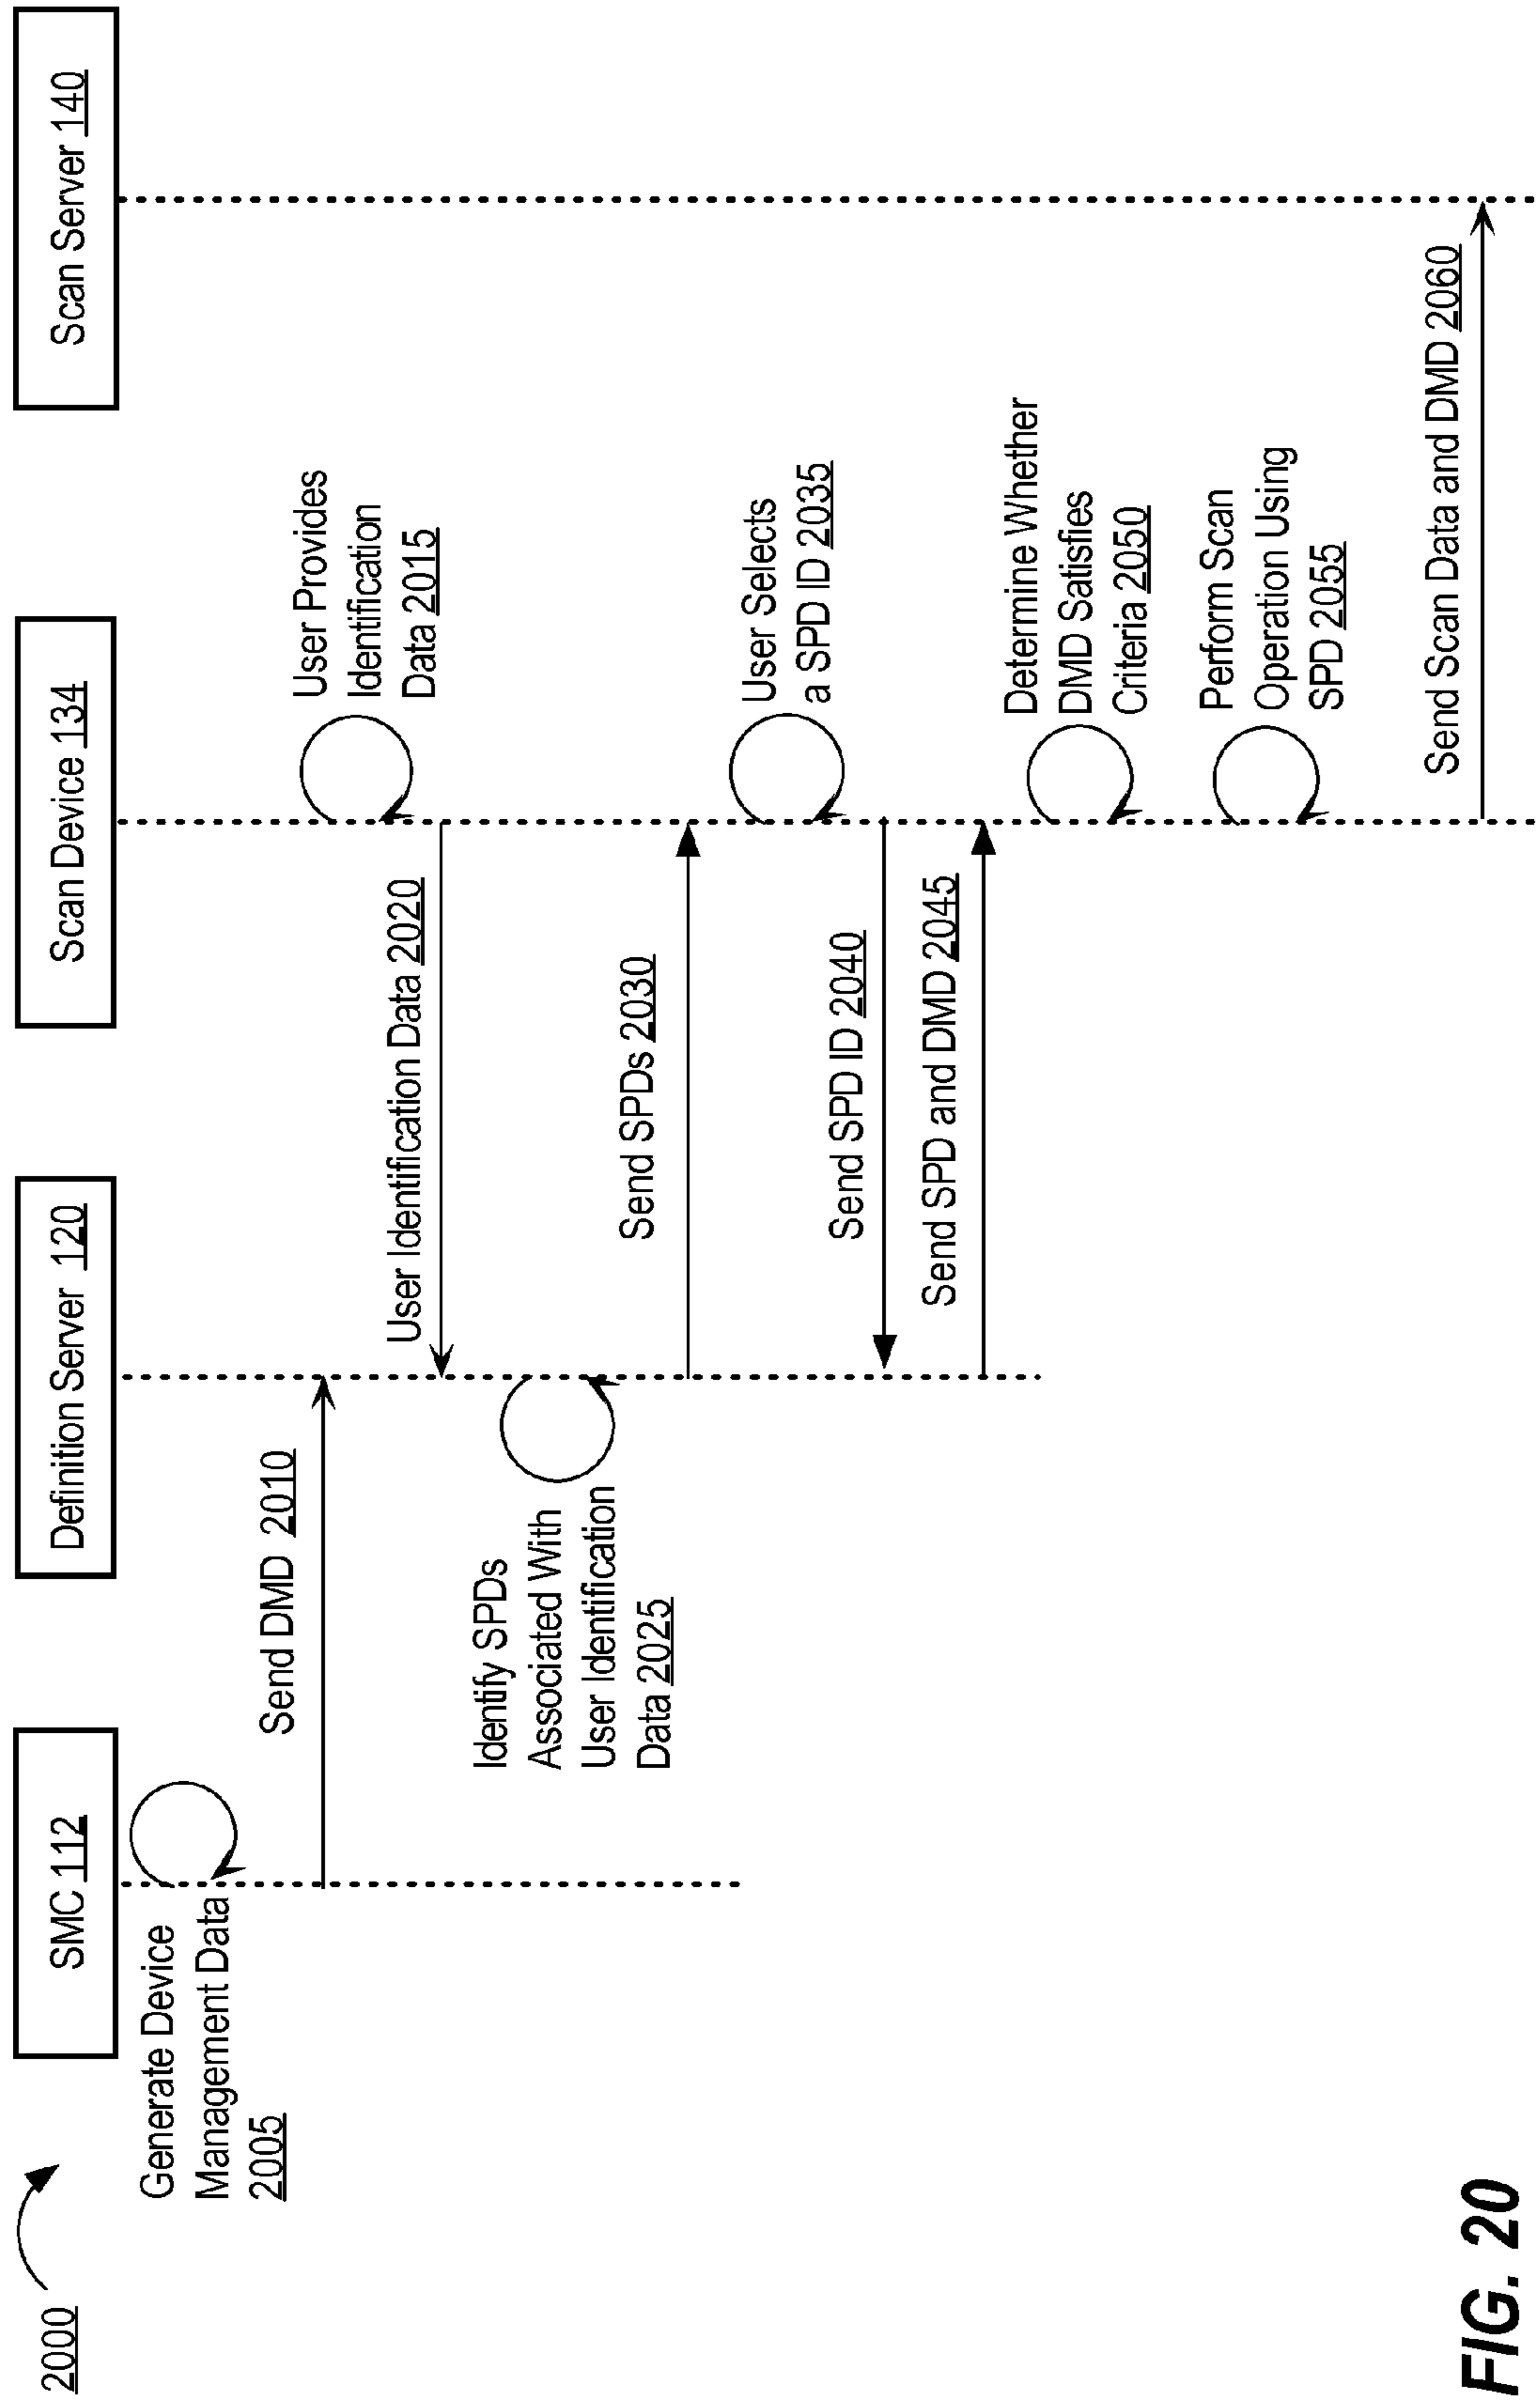 2000
SMC 112
Definition Server 120
Scan Device 134
Scan Server 140
Generate Device
Management Data
2005
Send DMD 2010
User Provides
Identification
Data 2015
User Identification Data 2020
Identify SPDs
Associated With
User Identification
Data 2025
Send SPDs 2030
User Selects
a SPD ID 2035
Send SPD ID 2040
Send SPD and DMD 2045
Determine Whether
DMD Satisfies
Criteria 2050
Perform Scan
Operation Using
SPD 2055
Send Scan Data and DMD 2060
FIG. 20